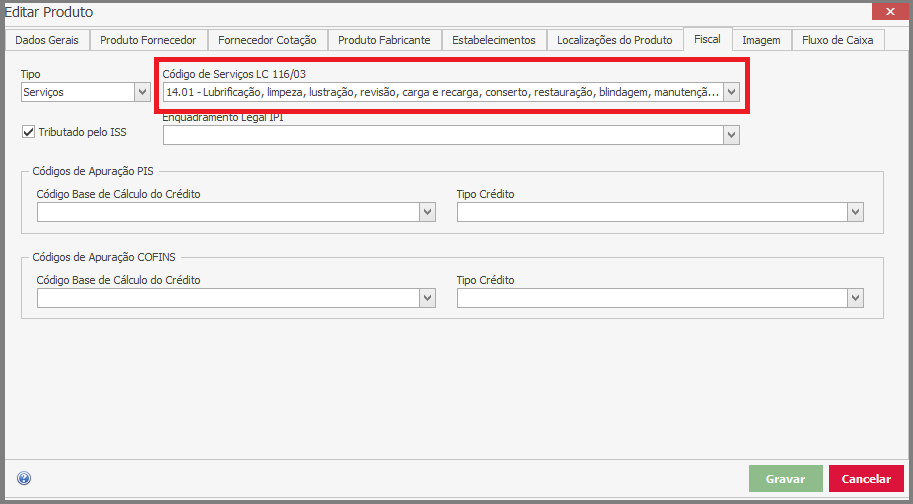 Editar Produto
Dados Gerais
Produto Fornecedor
Fornecedor Cotação
Produto Fabricante
Estabelecimentos
Localizações do Produto
Fiscal
Imagem
Fluxo de Caixa
Tipo
Código de Serviços LC 116/03
Serviços
14.01 - Lubrificação, limpeza, lustração, revisão, carga e recarga, conserto, restauração, blindagem, manutençã...
Tributado pelo ISS
Enquadramento Legal IPI
Códigos de Apuração PIS
Código Base de Cálculo do Crédito
Tipo Crédito
Códigos de Apuração COFINS
Código Base de Cálculo do Crédito
Tipo Crédito
Gravar
Cancelar